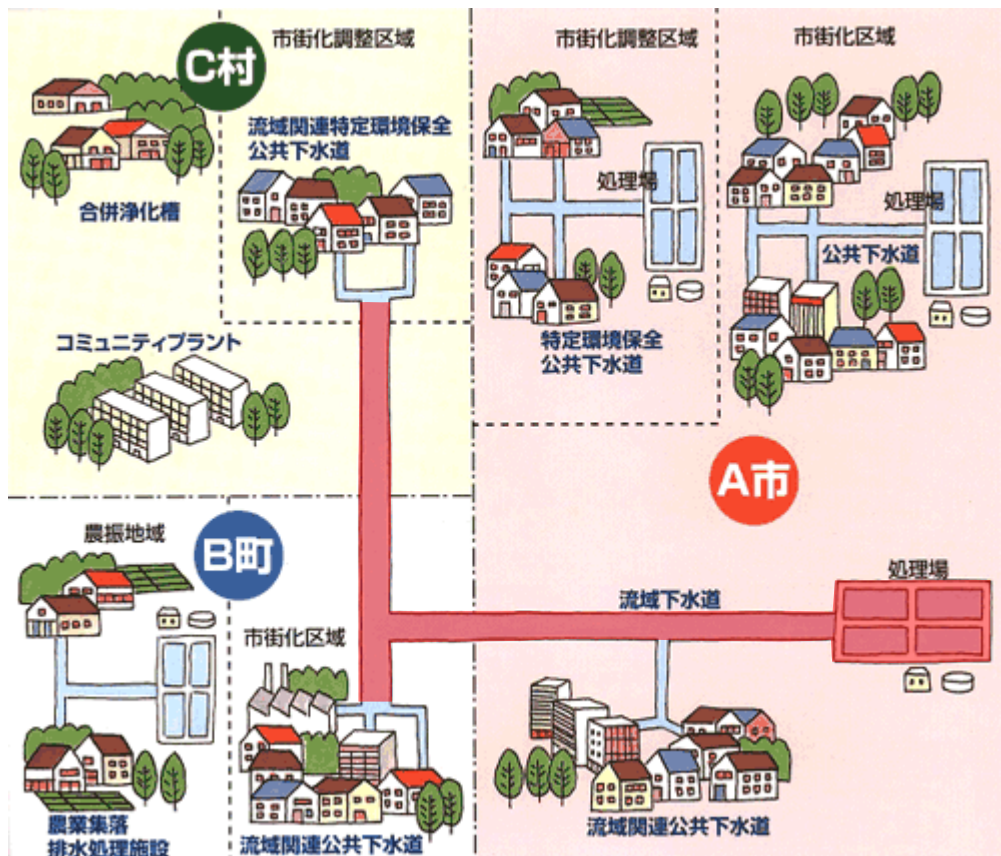 C村
市街化調整区域
流域関連特定環境保全
公共下水道
合併浄化槽
コミュニティプラント
市街化調整区域
処理場
特定環境保全
公共下水道
市街化区域
処理場
公共下水道
A市
農振地域
B町
市街化区域
農業集落
排水処理施設
流域関連公共下水道
流域下水道
処理場
流域関連公共下水道